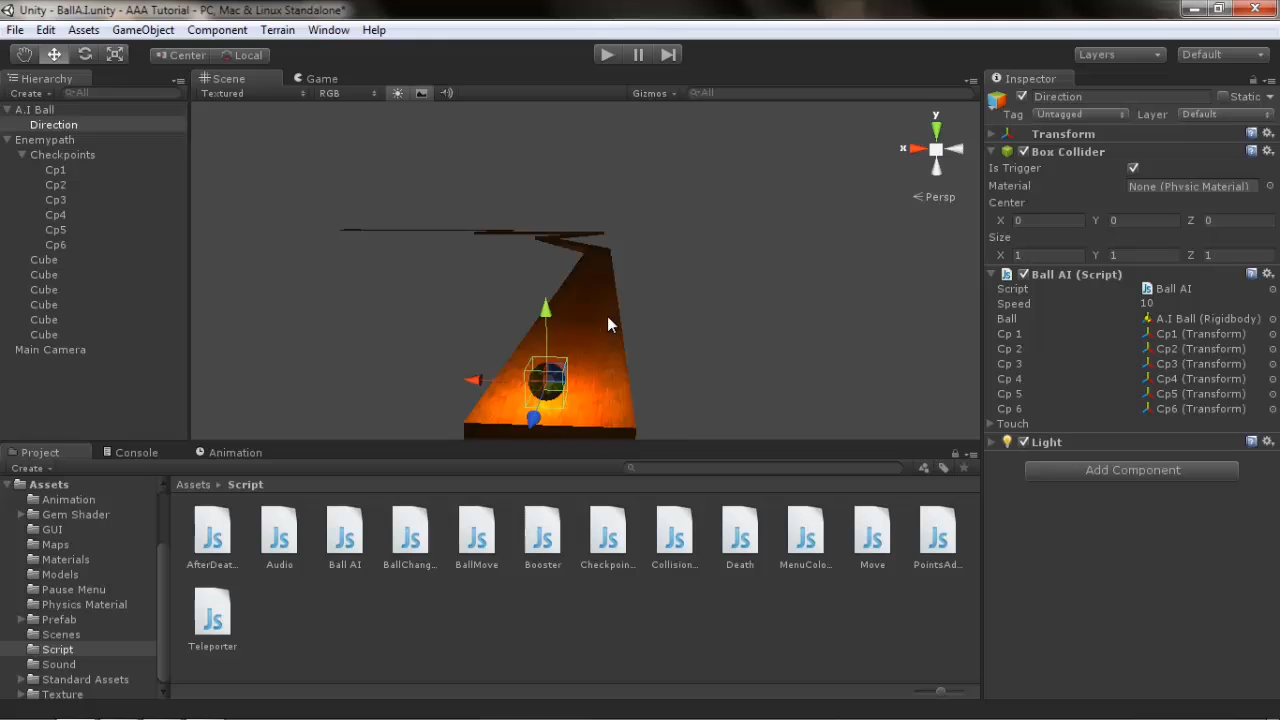 Unity - BallA.I.unity - AAA Tutorial - PC, Mac & Linux Standalone*
File Edit Assets GameObject Component Terrain Window Help
Center Local Layers Default
Hierarchy
Create All
A.I Ball
Direction
Enemypath
Checkpoints
Cp1
Cp2
Cp3
Cp4
Cp5
Cp6
Cube
Cube
Cube
Cube
Cube
Cube
Main Camera
Scene Game
Textured RGB Gizmos All
y
x
Persp
Inspector
Direction Static
Tag Untagged Layer Default
Transform
Box Collider
Is Trigger
Material None (Physic Material)
Center
X 0 Y 0 Z 0
Size
X 1 Y 1 Z 1
Ball AI (Script)
Script Ball AI
Speed 10
Ball A.I Ball (Rigidbody)
Cp 1 Cp1 (Transform)
Cp 2 Cp2 (Transform)
Cp 3 Cp3 (Transform)
Cp 4 Cp4 (Transform)
Cp 5 Cp5 (Transform)
Cp 6 Cp6 (Transform)
Touch
Light
Add Component
Project Console Animation
Create
Assets
Animation
Gem Shader
GUI
Maps
Materials
Models
Pause Menu
Physics Material
Prefab
Scenes
Script
Sound
Standard Assets
Texture
Assets Script
Js Js Js Js Js Js Js Js Js Js Js Js
AfterDeat... Audio Ball AI BallChang... BallMove Booster Checkpoin... Collision... Death MenuColo... Move PointsAd...
Js
Teleporter